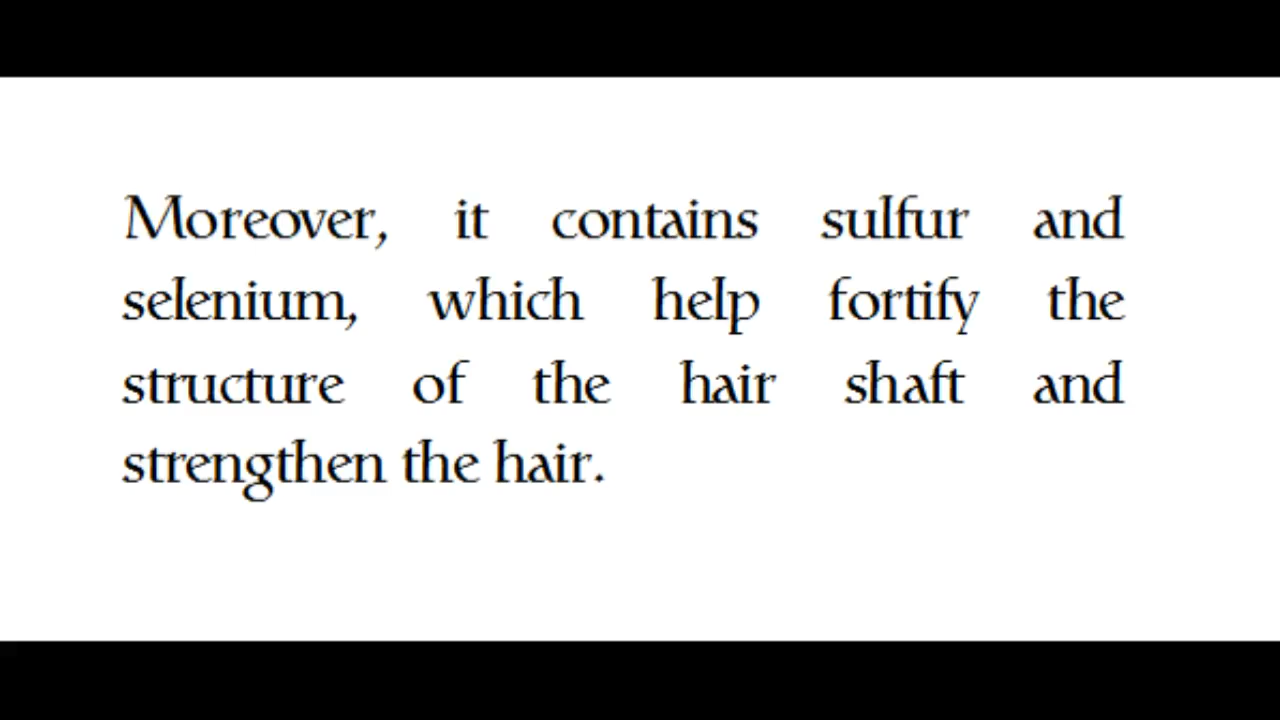 Moreover, it contains sulfur and
selenium, which help fortify the
structure of the hair shaft and
strengthen the hair.